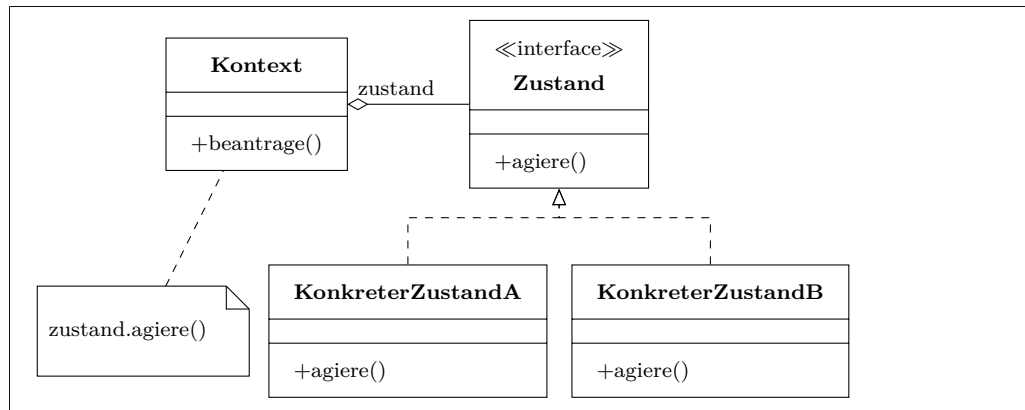 Kontext
+beantrage()
zustand
≪interface≫
Zustand
+agiere()
zustand.agiere()
KonkreterZustandA
+agiere()
KonkreterZustandB
+agiere()